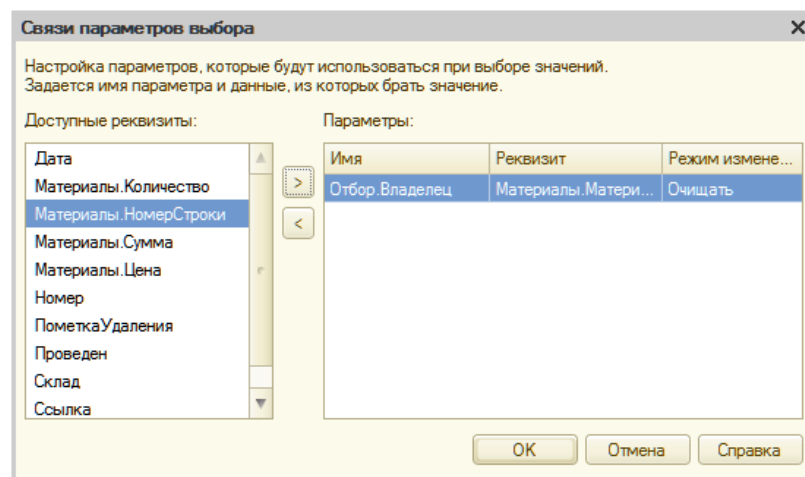 Связи параметров выбора
Настройка параметров, которые будут использоваться при выборе значений.
Задается имя параметра и данные, из которых брать значение.
Доступные реквизиты:
Параметры:
Дата
Материалы.Количество
Материалы.НомерСтроки
Материалы.Сумма
Материалы.Цена
Номер
ПометкаУдаления
Проведен
Склад
Ссылка
>
<
Имя Реквизит Режим измене...
Отбор.Владелец Материалы.Матери... Очищать
OK Отмена Справка